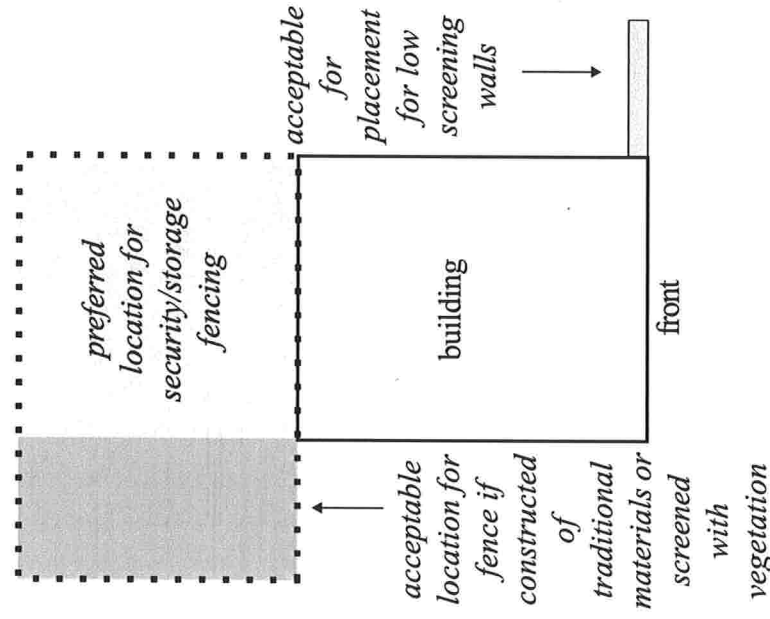 acceptable
for
placement
for low
screening
walls
preferred
location for
security/storage
fencing
building
front
acceptable
location for
fence if
constructed
of
traditional
materials or
screened
with
vegetation